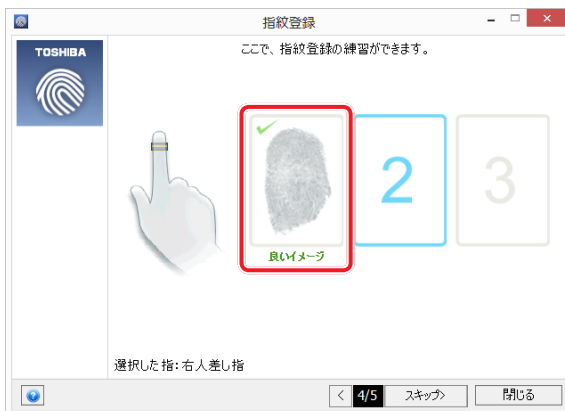 指紋登録
TOSHIBA
ここで、指紋登録の練習ができます。
2
3
良いイメージ
選択した指：右人差し指
?
< 4/5 スキップ> 閉じる